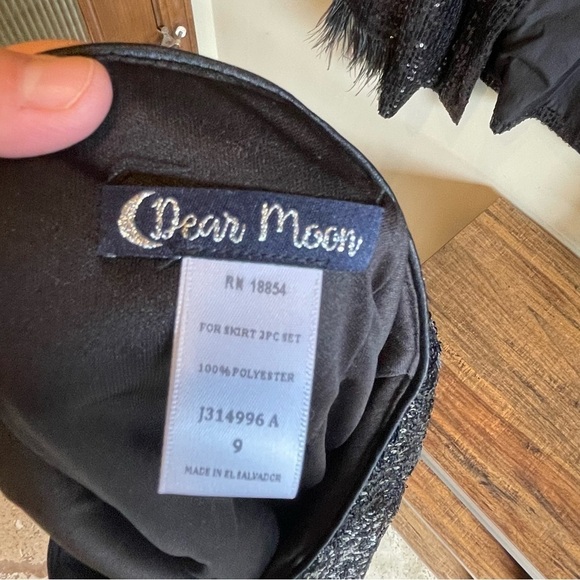 Dear Moon
RN 18854
FOR SKIRT 2PC SET
100% POLYESTER
J314996 A
9
MADE IN EL SALVADOR